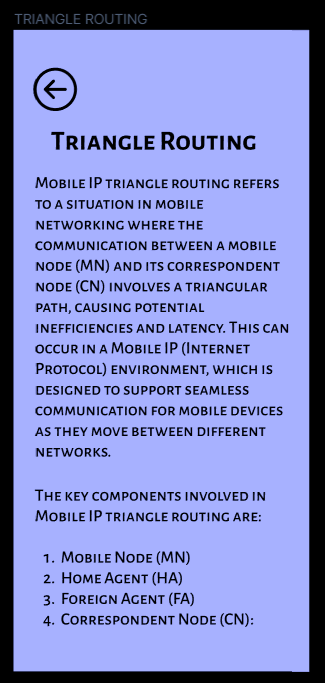 TRIANGLE ROUTING
Triangle Routing
Mobile IP triangle routing refers
to a situation in mobile
networking where the
communication between a mobile
node (MN) and its correspondent
node (CN) involves a triangular
path, causing potential
inefficiencies and latency. This can
occur in a Mobile IP (Internet
Protocol) environment, which is
designed to support seamless
communication for mobile devices
as they move between different
networks.
The key components involved in
Mobile IP triangle routing are:
1. Mobile Node (MN)
2. Home Agent (HA)
3. Foreign Agent (FA)
4. Correspondent Node (CN):